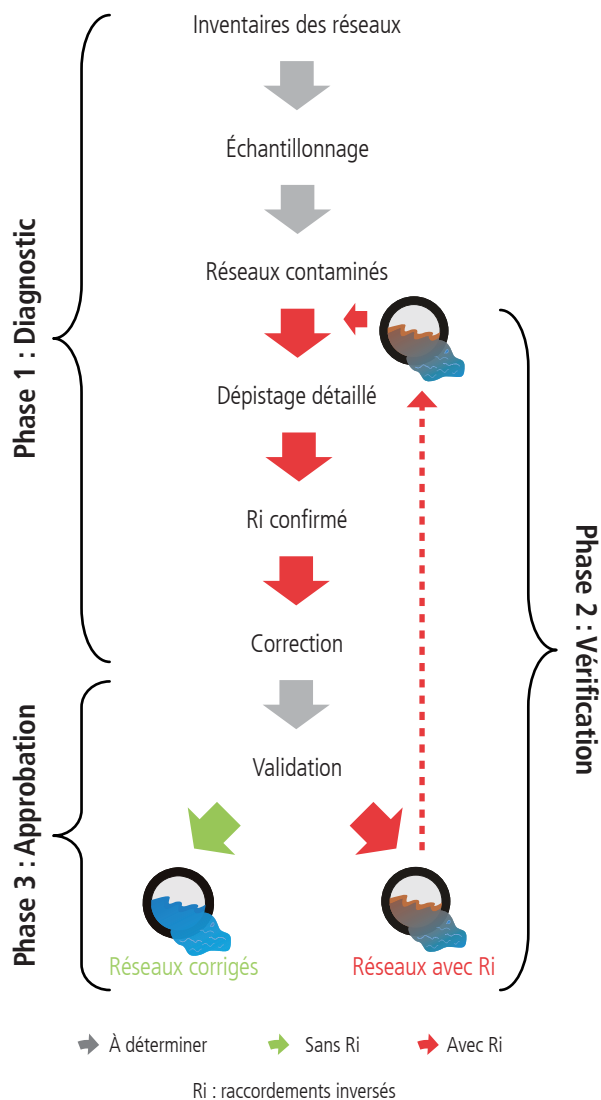 Inventaires des réseaux
Échantillonnage
Réseaux contaminés
Dépistage détaillé
Ri confirmé
Correction
Validation
Réseaux corrigés
Réseaux avec Ri
Phase 1 : Diagnostic
Phase 2 : Vérification
Phase 3 : Approbation
À déterminer
Sans Ri
Avec Ri
Ri : raccordements inversés